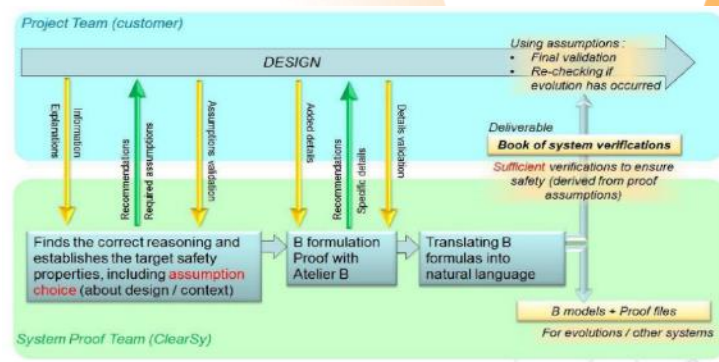 Project Team (customer)
DESIGN
Using assumptions :
• Final validation
• Re-checking if
evolution has occurred
Information
Explanations
Recommendations
Required assumptions
Assumptions validation
Added details
Recommendations
Specific details
Details validation
Deliverable
Book of system verifications
Sufficient verifications to ensure
safety (derived from proof
assumptions)
Finds the correct reasoning and
establishes the target safety
properties, including assumption
choice (about design / context)
B formulation
Proof with
Atelier B
Translating B
formulas into
natural language
B models + Proof files
For evolutions / other systems
System Proof Team (ClearSy)